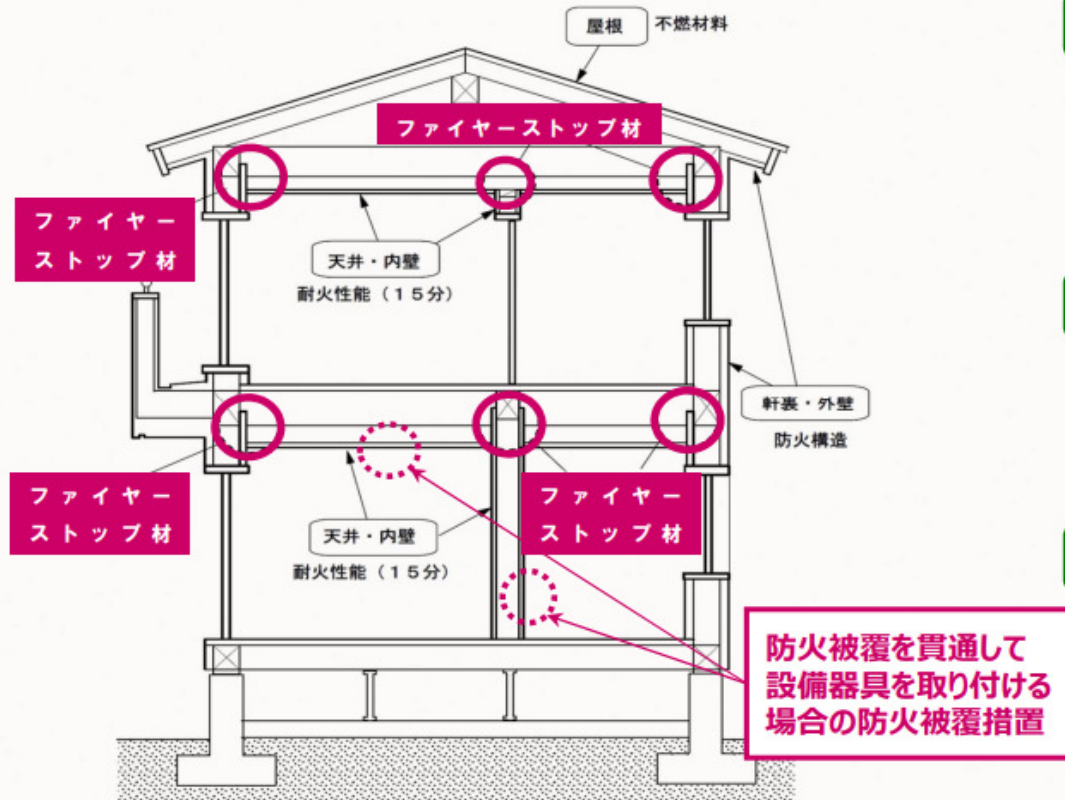 屋根 不燃材料
ファイヤーストップ材
ファイヤー
ストップ材
天井・内壁
耐火性能（１５分）
軒裏・外壁
防火構造
ファイヤー
ストップ材
ファイヤー
ストップ材
天井・内壁
耐火性能（１５分）
防火被覆を貫通して
設備器具を取り付ける
場合の防火被覆措置